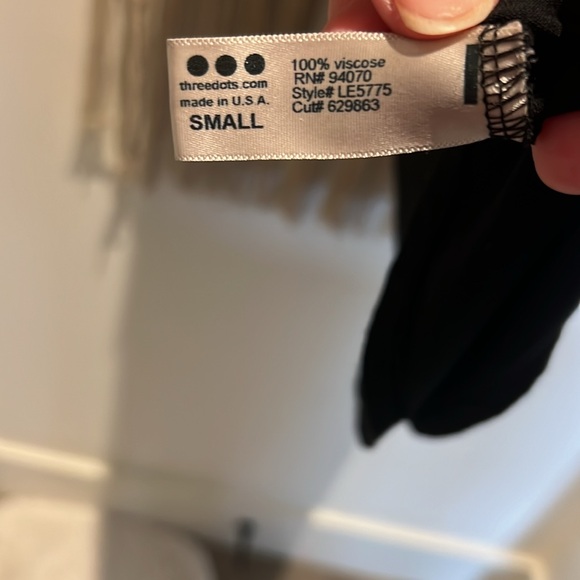 threedots.com
made in U.S.A.
SMALL
100% viscose
RN# 94070
Style# LE5775
Cut# 629863